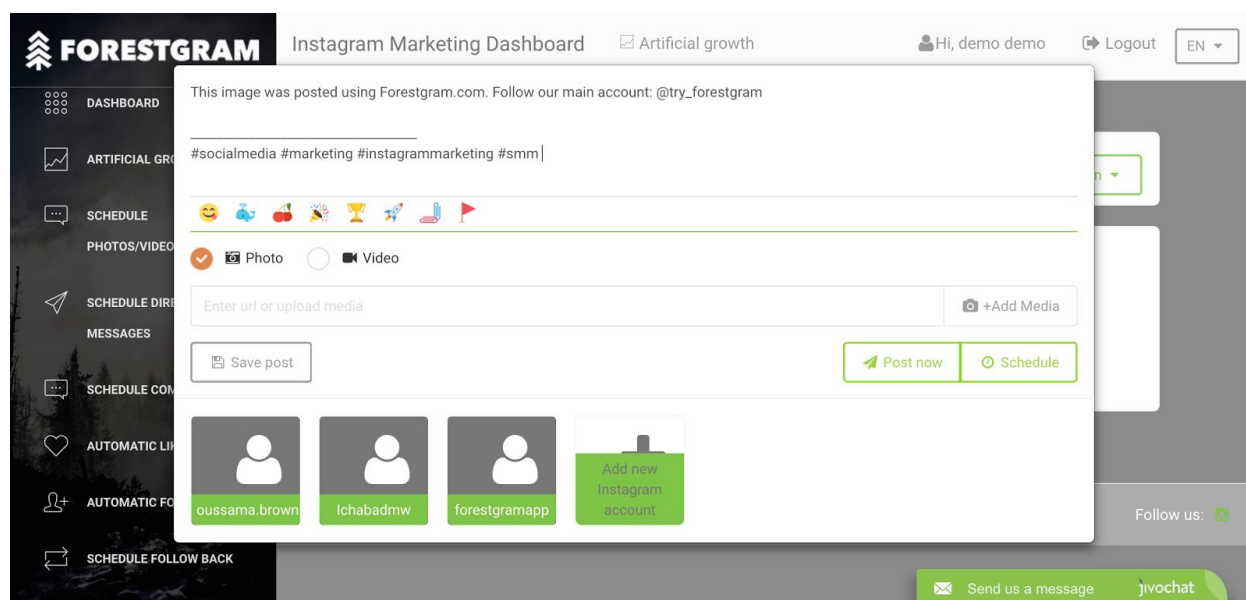 FORESTGRAM
Instagram Marketing Dashboard
Artificial growth
Hi, demo demo
Logout
EN
DASHBOARD
ARTIFICIAL GRO
SCHEDULE
PHOTOS/VIDEO
SCHEDULE DIRE
MESSAGES
SCHEDULE COM
AUTOMATIC LIK
AUTOMATIC FO
SCHEDULE FOLLOW BACK
This image was posted using Forestgram.com. Follow our main account: @try_forestgram
______________________________
#socialmedia #marketing #instagrammarketing #smm
Photo
Video
Enter url or upload media
+Add Media
Save post
Post now
Schedule
oussama.brown
lchabadmw
forestgramapp
Add new
Instagram
account
Follow us:
Send us a message
jivochat